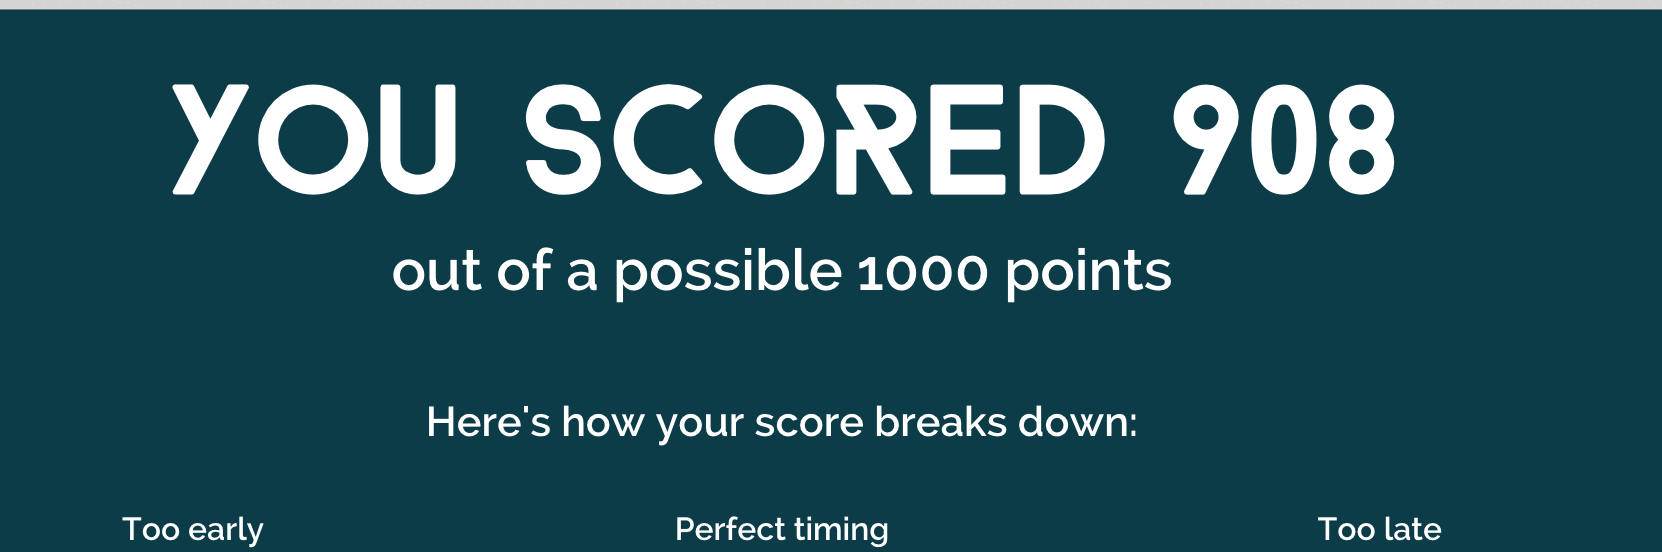 YOU SCORED 908
out of a possible 1000 points
Here's how your score breaks down:
Too early Perfect timing Too late